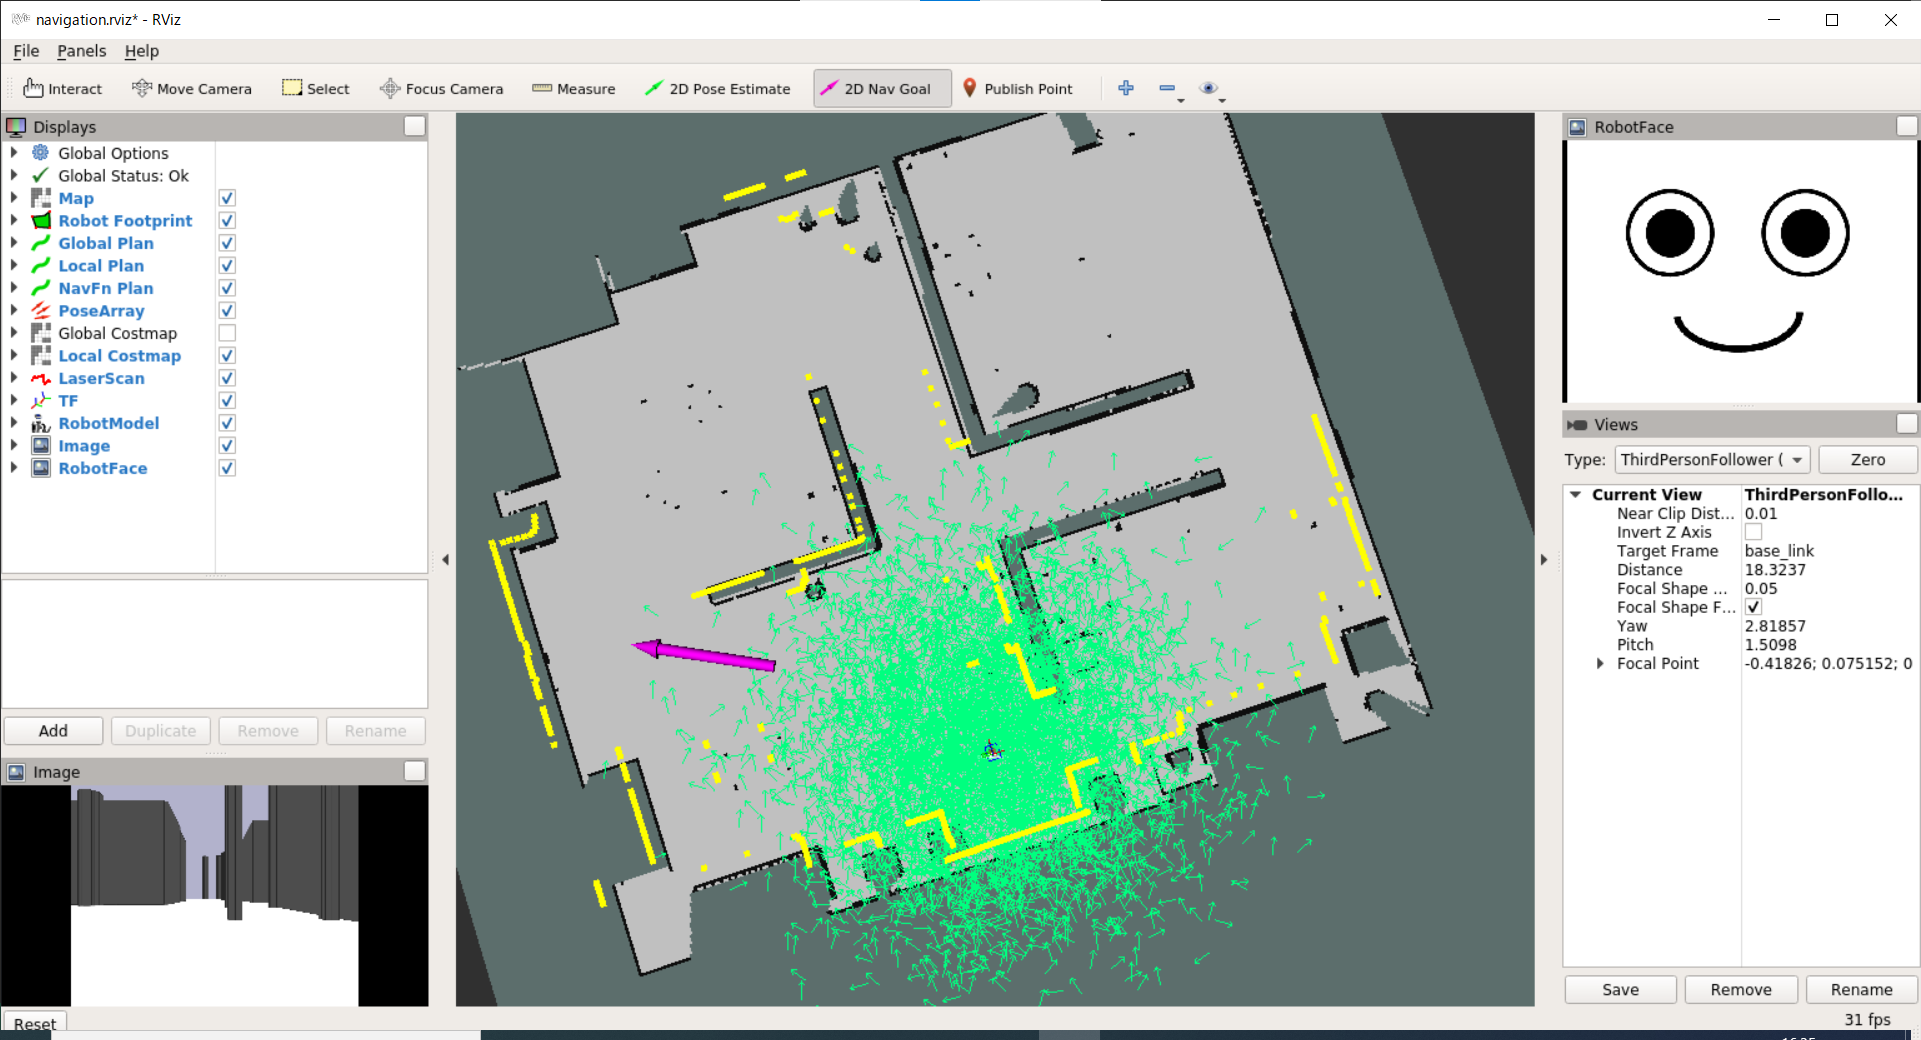 navigation.rviz* - RViz
File Panels Help
Interact Move Camera Select Focus Camera Measure 2D Pose Estimate 2D Nav Goal Publish Point
Displays
Global Options
Global Status: Ok
Map
Robot Footprint
Global Plan
Local Plan
NavFn Plan
PoseArray
Global Costmap
Local Costmap
LaserScan
TF
RobotModel
Image
RobotFace
Add Duplicate Remove Rename
Image
Reset
RobotFace
Views
Type: ThirdPersonFollower ( Zero
Current View ThirdPersonFollo...
Near Clip Dist... 0.01
Invert Z Axis
Target Frame base_link
Distance 18.3237
Focal Shape ... 0.05
Focal Shape F...
Yaw 2.81857
Pitch 1.5098
Focal Point -0.41826; 0.075152; 0
Save Remove Rename
31 fps